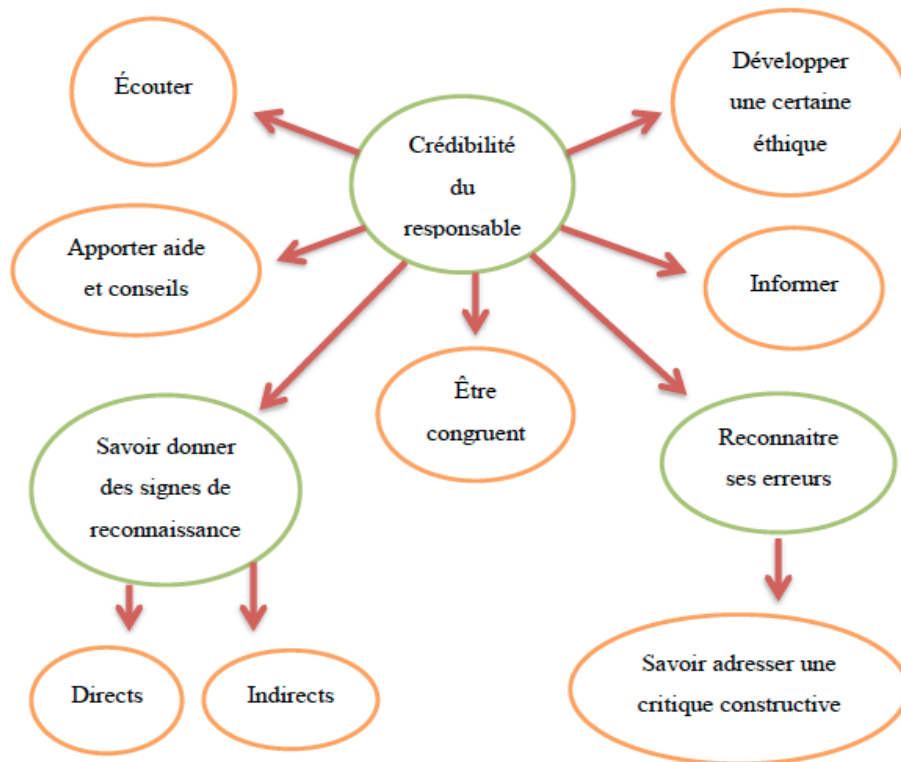 Écouter
Crédibilité
du
responsable
Développer
une certaine
éthique
Apporter aide
et conseils
Informer
Être
congruent
Savoir donner
des signes de
reconnaissance
Reconnaitre
ses erreurs
Directs
Indirects
Savoir adresser une
critique constructive